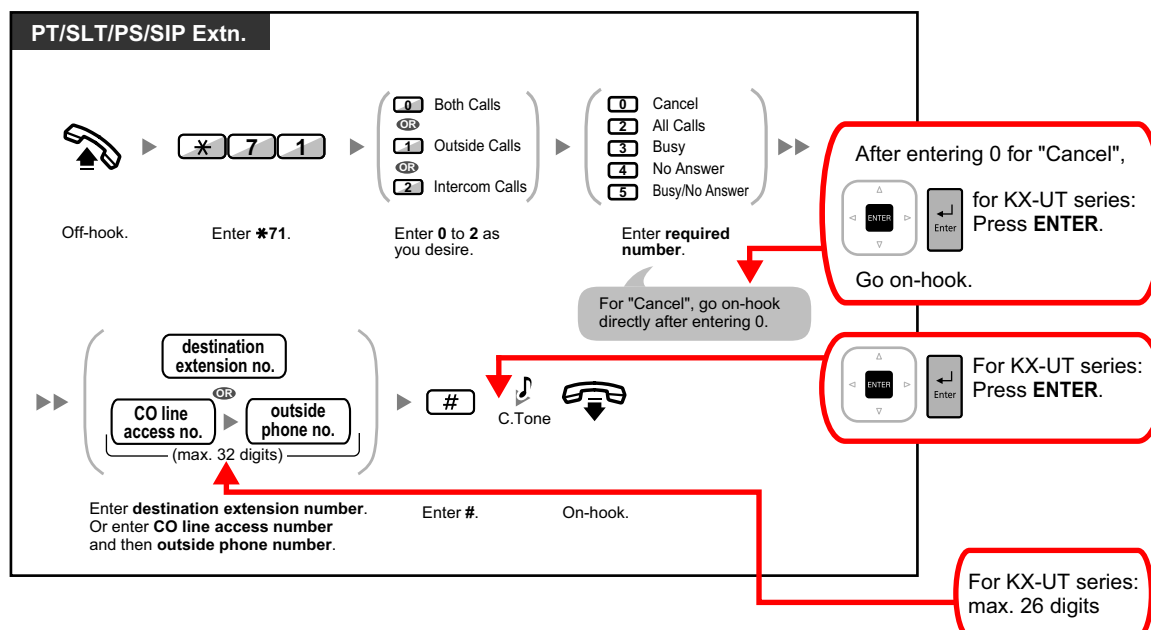 PT/SLT/PS/SIP Extn.
Off-hook.
✱ 7 1
Enter ✱71.
0 Both Calls
OR
1 Outside Calls
OR
2 Intercom Calls
Enter 0 to 2 as
you desire.
0 Cancel
2 All Calls
3 Busy
4 No Answer
5 Busy/No Answer
Enter required
number.
For "Cancel", go on-hook
directly after entering 0.
After entering 0 for "Cancel",
ENTER
Enter
for KX-UT series:
Press ENTER.
Go on-hook.
destination
extension no.
OR
CO line
access no.
outside
phone no.
(max. 32 digits)
Enter destination extension number.
Or enter CO line access number
and then outside phone number.
#
Enter #.
C.Tone
On-hook.
ENTER
Enter
For KX-UT series:
Press ENTER.
For KX-UT series:
max. 26 digits